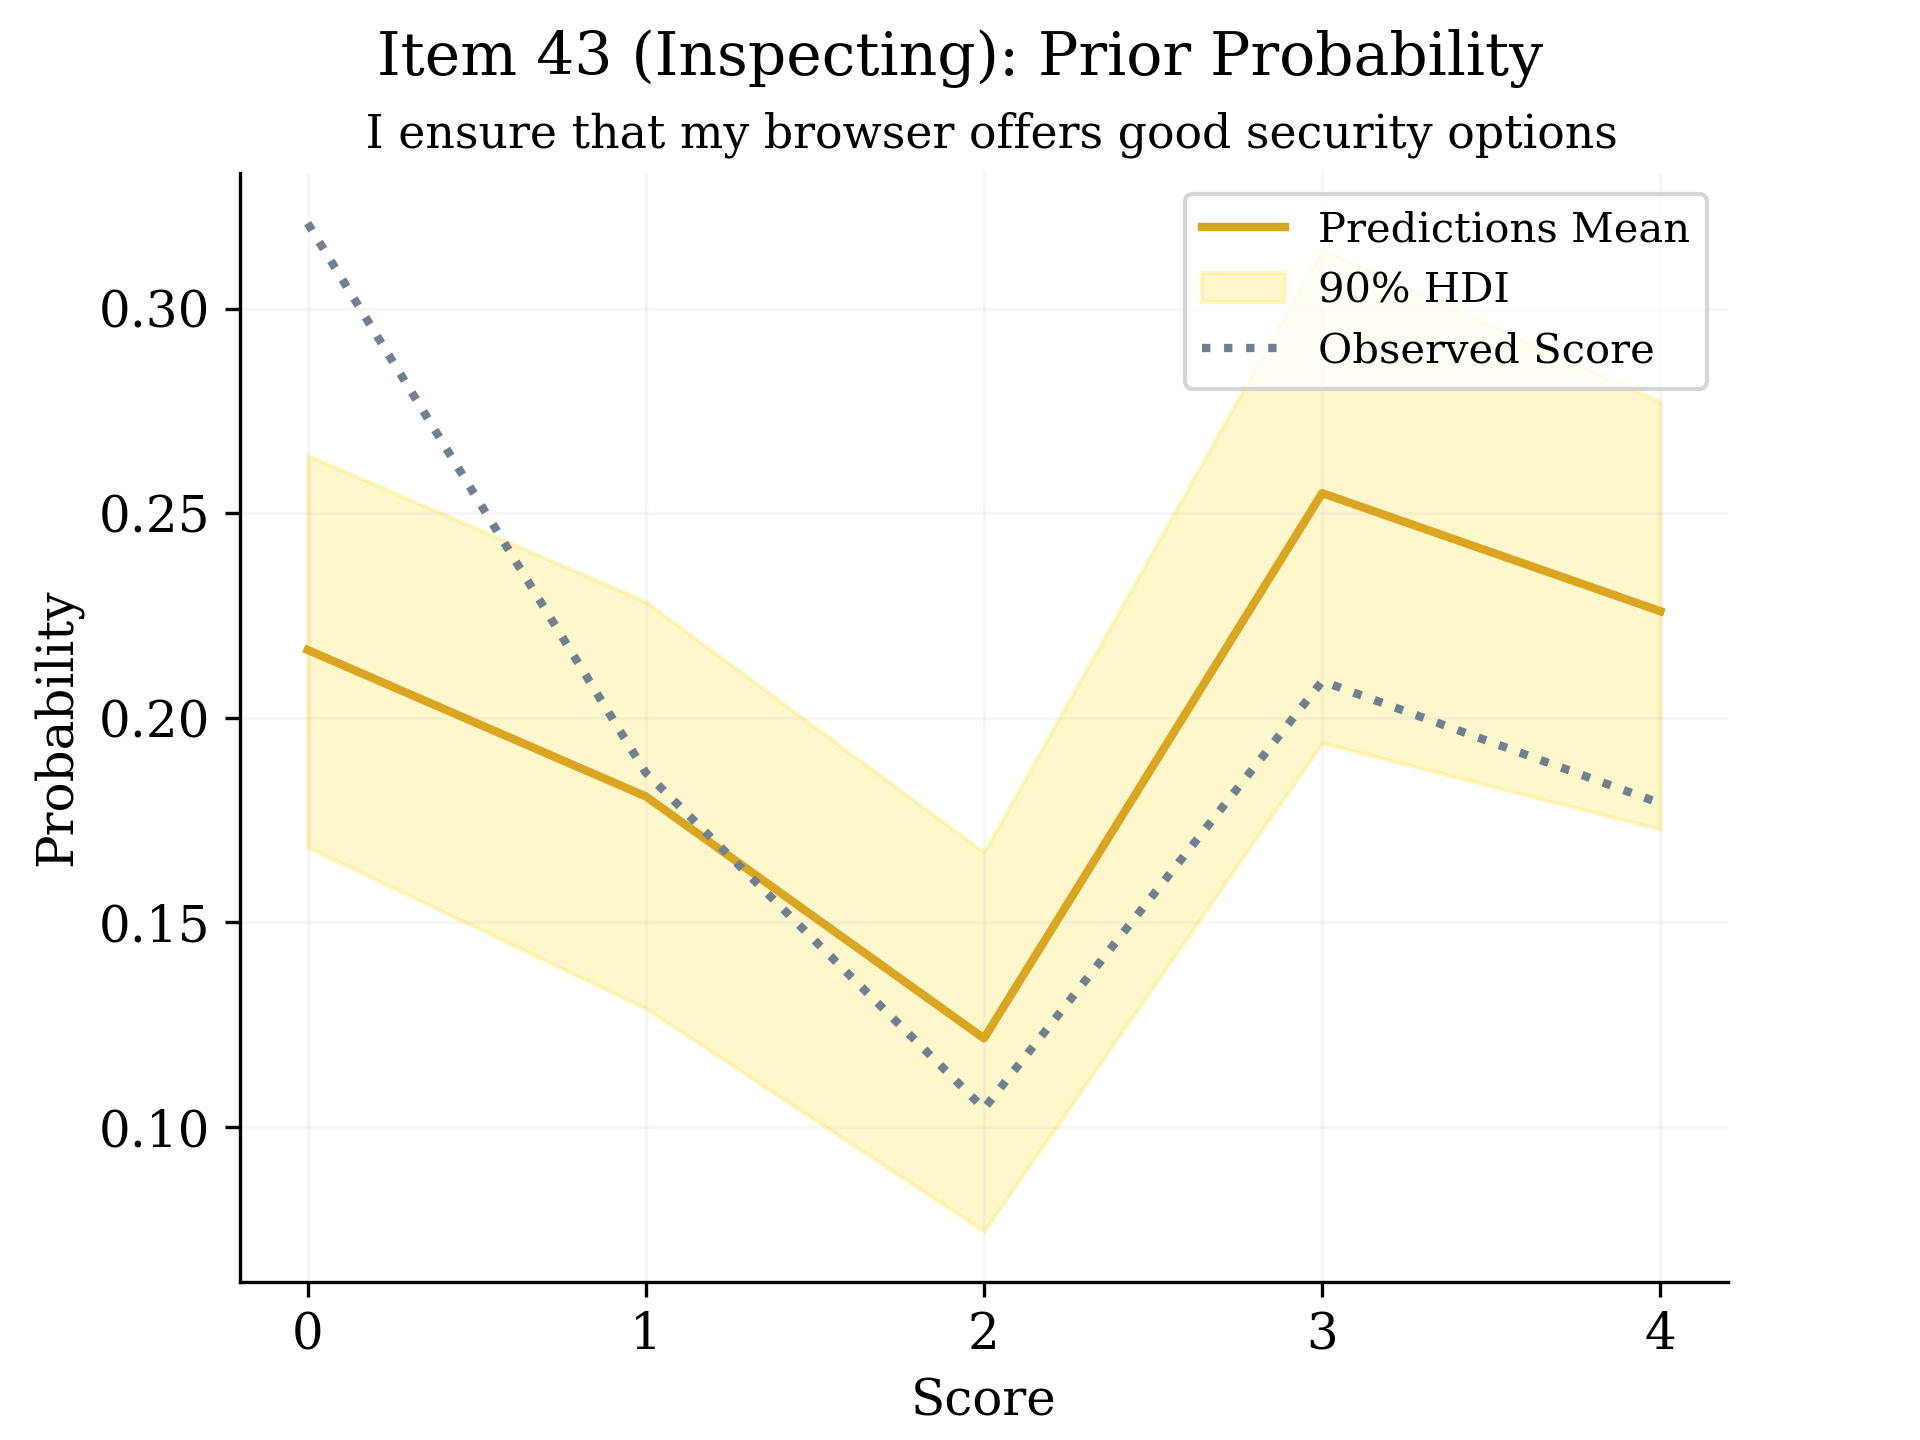 Item 43 (Inspecting): Prior Probability
I ensure that my browser offers good security options
Predictions Mean
90% HDI
Observed Score
Probability
0.30
0.25
0.20
0.15
0.10
0 1 2 3 4
Score